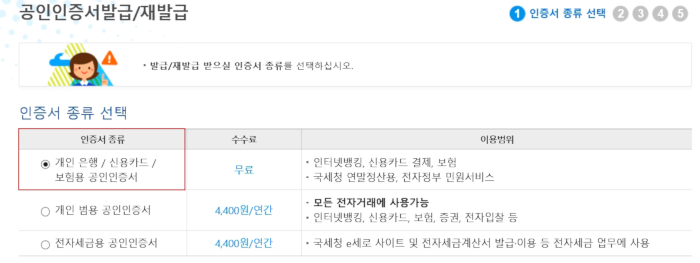 공인인증서발급/재발급
1 인증서 종류 선택 2 3 4 5
• 발급/재발급 받으실 인증서 종류를 선택하십시오.
인증서 종류 선택
인증서 종류 수수료 이용범위
개인 은행 / 신용카드 /
보험용 공인인증서
무료
• 인터넷뱅킹, 신용카드 결제, 보험
• 국세청 연말정산용, 전자정부 민원서비스
개인 범용 공인인증서
4,400원/연간
• 모든 전자거래에 사용가능
• 인터넷뱅킹, 신용카드, 보험, 증권, 전자입찰 등
전자세금용 공인인증서
4,400원/연간
• 국세청 e세로 사이트 및 전자세금계산서 발급·이용 등 전자세금 업무에 사용